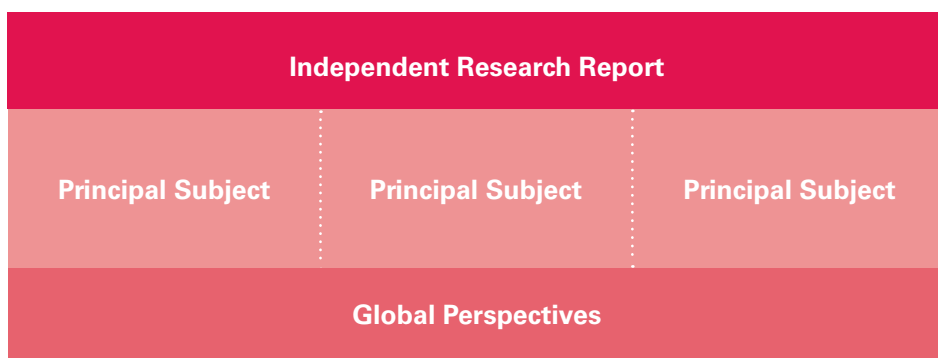 Independent Research Report
Principal Subject
Principal Subject
Principal Subject
Global Perspectives